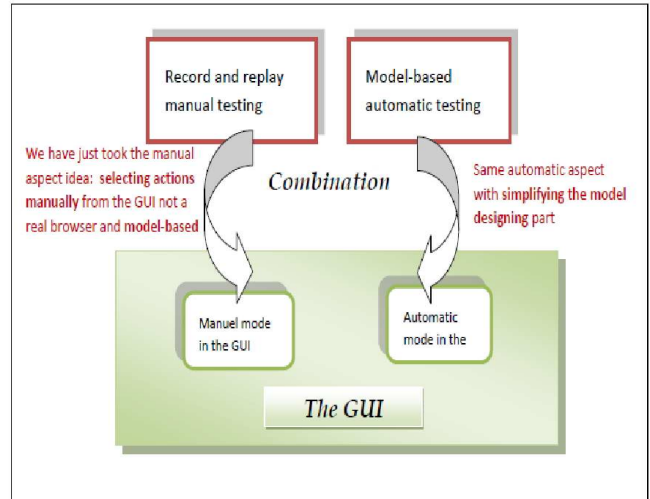 Record and replay
manual testing
Model-based
automatic testing
We have just took the manual
aspect idea: selecting actions
manually from the GUI not a
real browser and model-based
Combination
Same automatic aspect
with simplifying the model
designing part
Manuel mode
in the GUI
Automatic
mode in the
The GUI